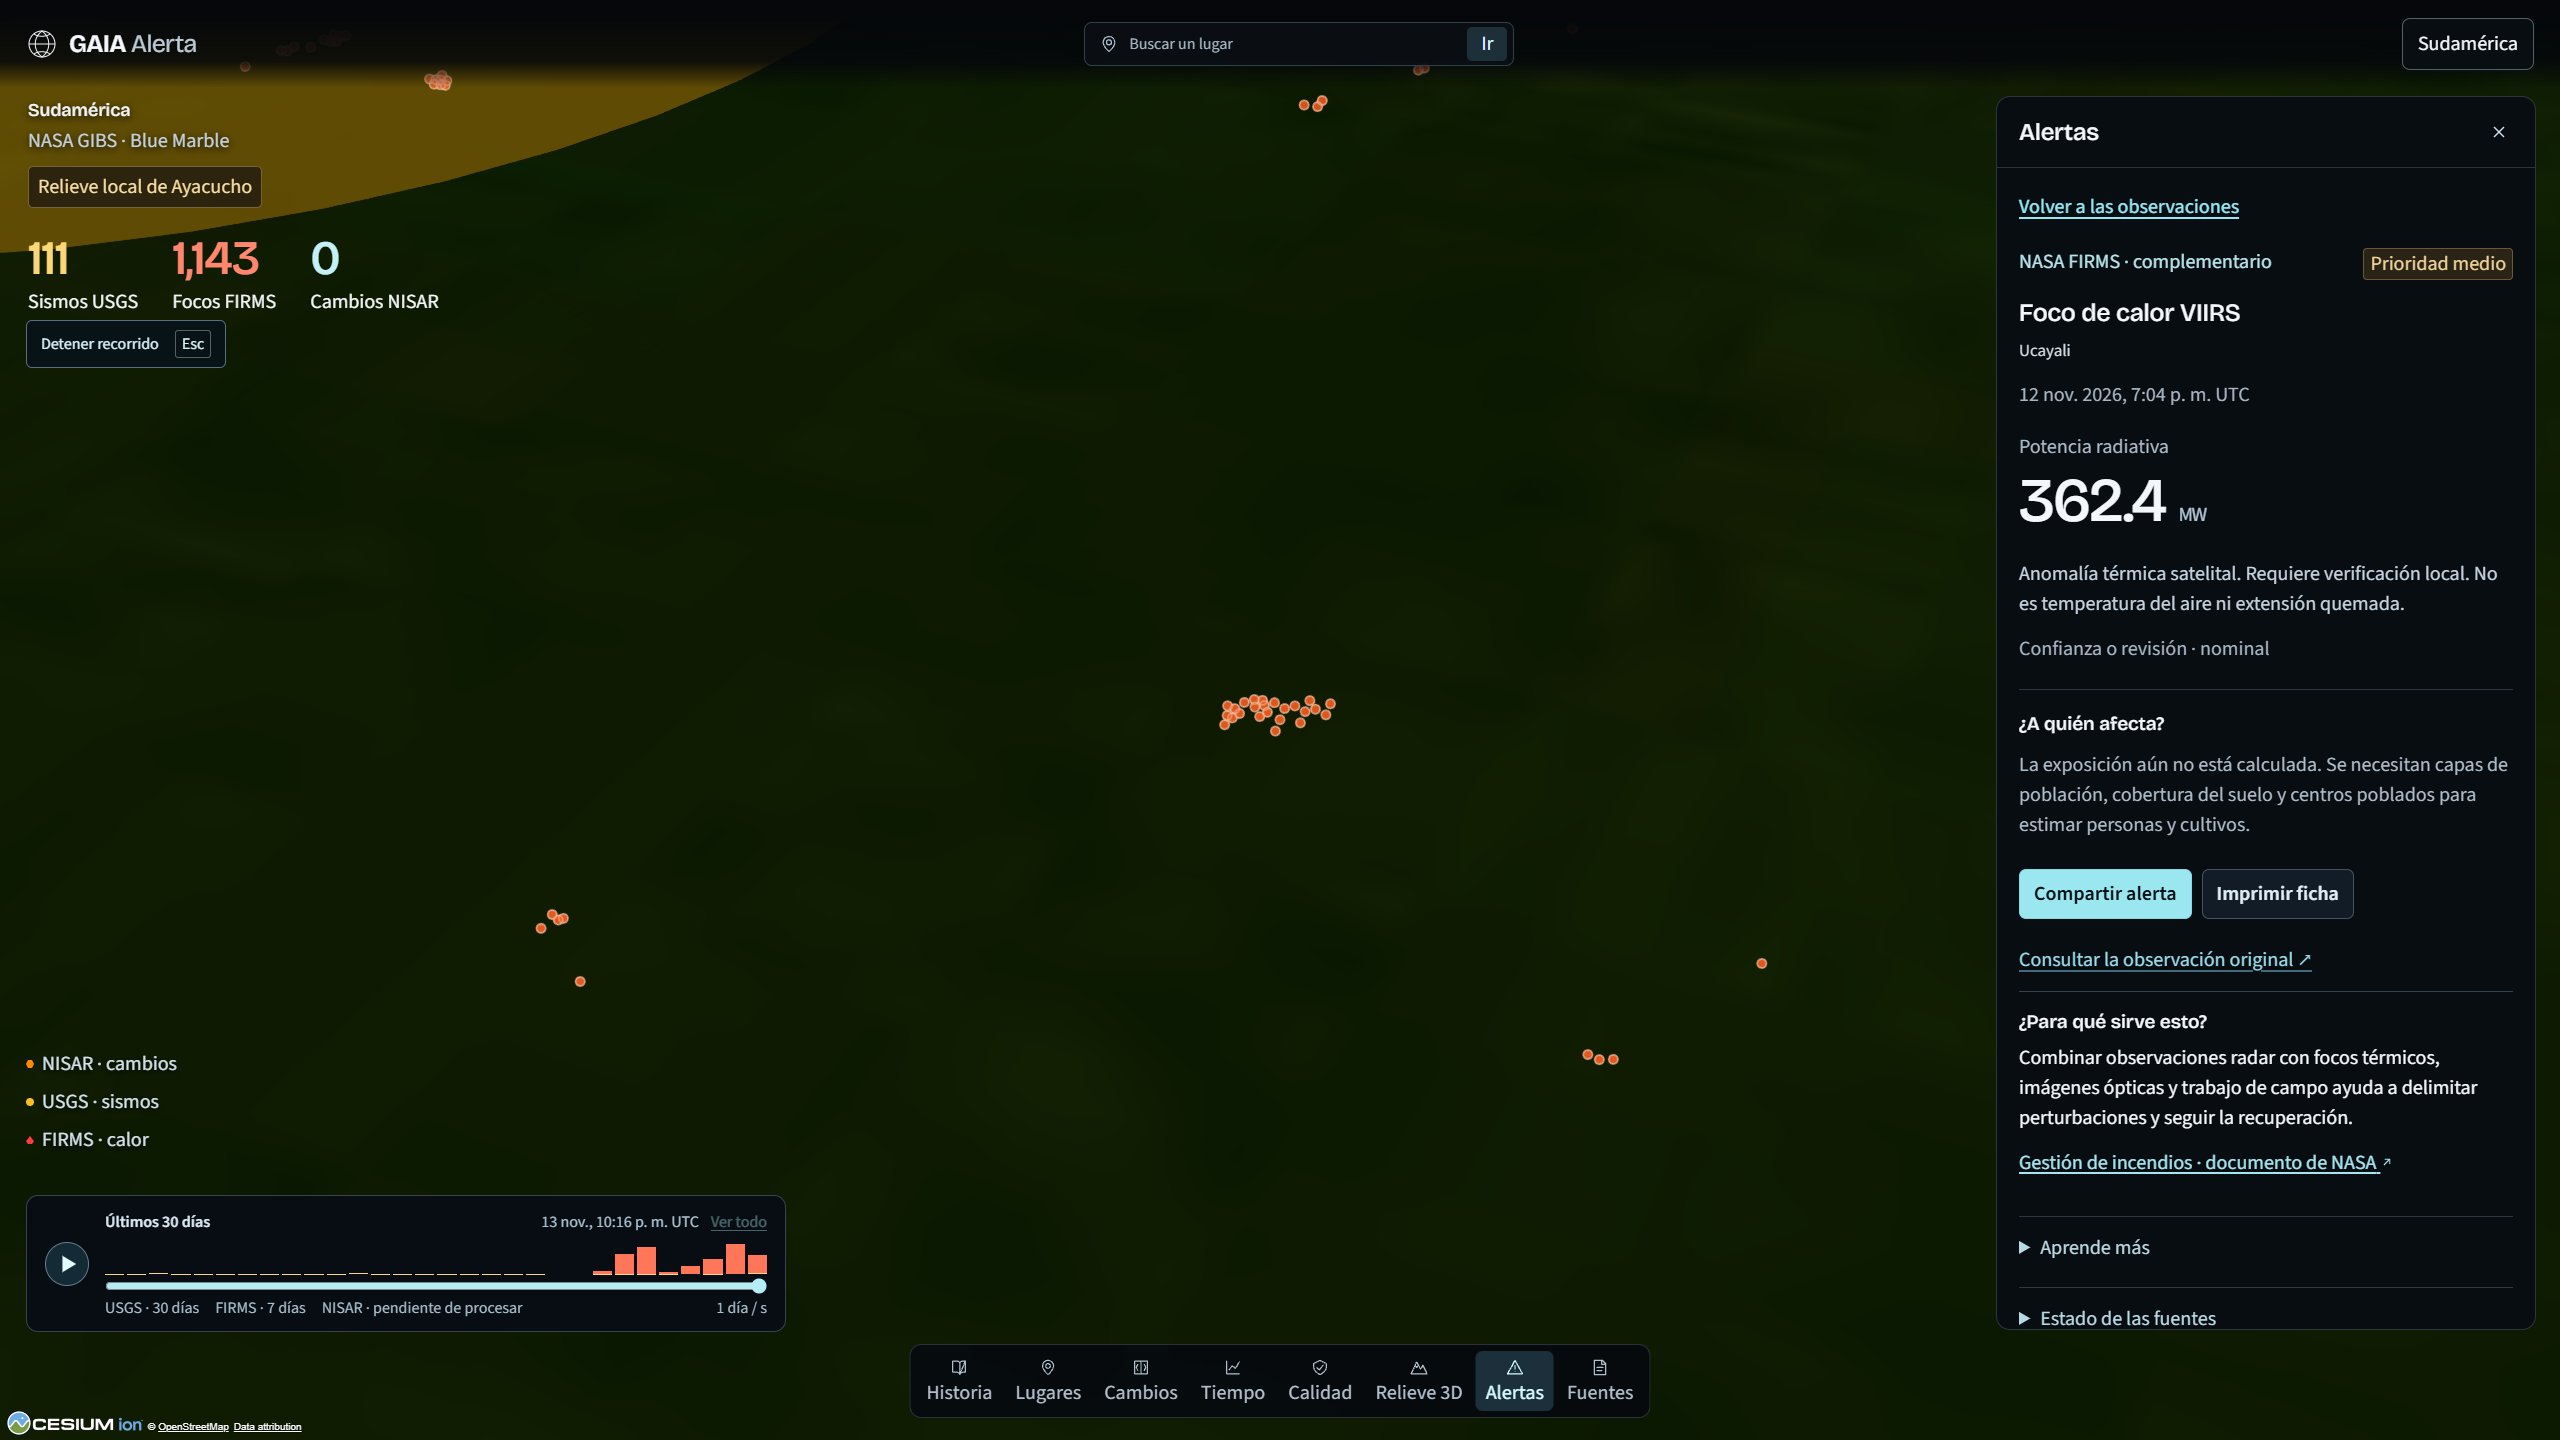 GAIA Alerta
Buscar un lugar
Ir
Sudamérica
Sudamérica
NASA GIBS · Blue Marble
Relieve local de Ayacucho
111
Sismos USGS
1,143
Focos FIRMS
0
Cambios NISAR
Detener recorrido Esc
NISAR · cambios
USGS · sismos
FIRMS · calor
Últimos 30 días
13 nov., 10:16 p. m. UTC Ver todo
USGS · 30 días FIRMS · 7 días NISAR · pendiente de procesar 1 día / s
CESIUM ion © OpenStreetMap Data attribution
Historia
Lugares
Cambios
Tiempo
Calidad
Relieve 3D
Alertas
Fuentes
Alertas
Volver a las observaciones
NASA FIRMS · complementario
Prioridad medio
Foco de calor VIIRS
Ucayali
12 nov. 2026, 7:04 p. m. UTC
Potencia radiativa
362.4 MW
Anomalía térmica satelital. Requiere verificación local. No
es temperatura del aire ni extensión quemada.
Confianza o revisión · nominal
¿A quién afecta?
La exposición aún no está calculada. Se necesitan capas de
población, cobertura del suelo y centros poblados para
estimar personas y cultivos.
Compartir alerta
Imprimir ficha
Consultar la observación original ↗
¿Para qué sirve esto?
Combinar observaciones radar con focos térmicos,
imágenes ópticas y trabajo de campo ayuda a delimitar
perturbaciones y seguir la recuperación.
Gestión de incendios · documento de NASA ↗
Aprende más
Estado de las fuentes